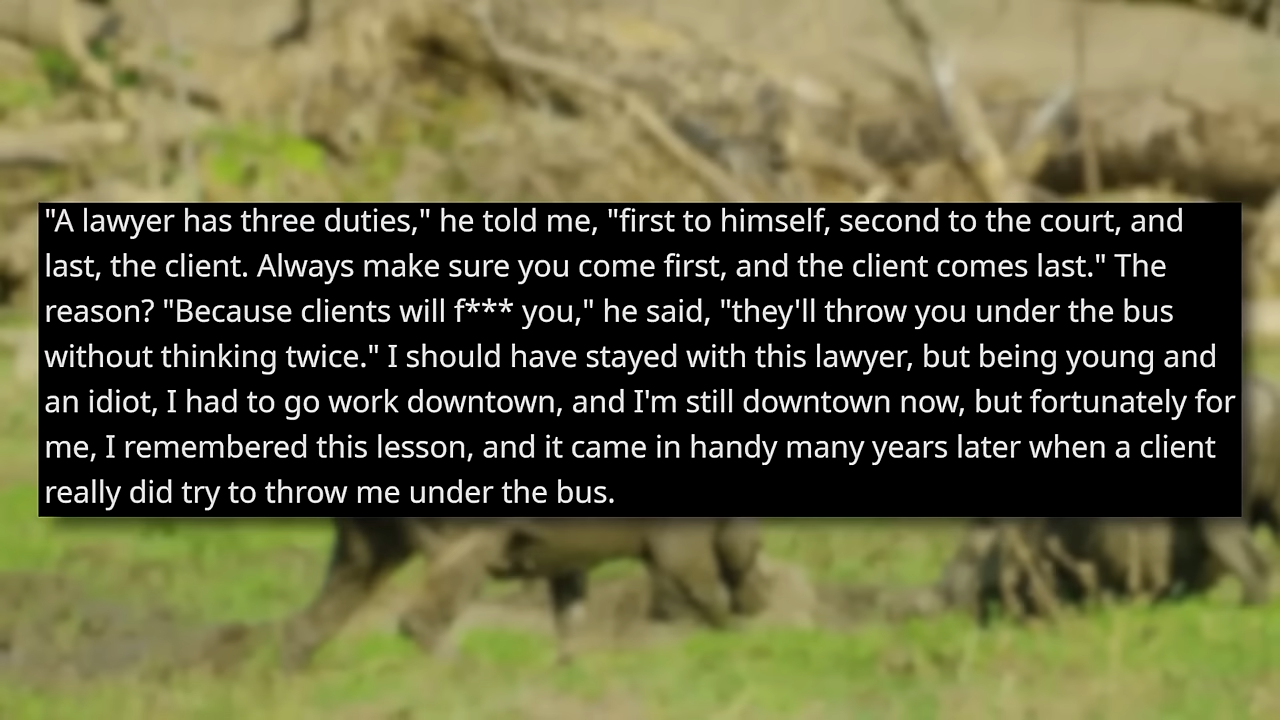 "A lawyer has three duties," he told me, "first to himself, second to the court, and
last, the client. Always make sure you come first, and the client comes last." The
reason? "Because clients will f*** you," he said, "they'll throw you under the bus
without thinking twice." I should have stayed with this lawyer, but being young and
an idiot, I had to go work downtown, and I'm still downtown now, but fortunately for
me, I remembered this lesson, and it came in handy many years later when a client
really did try to throw me under the bus.